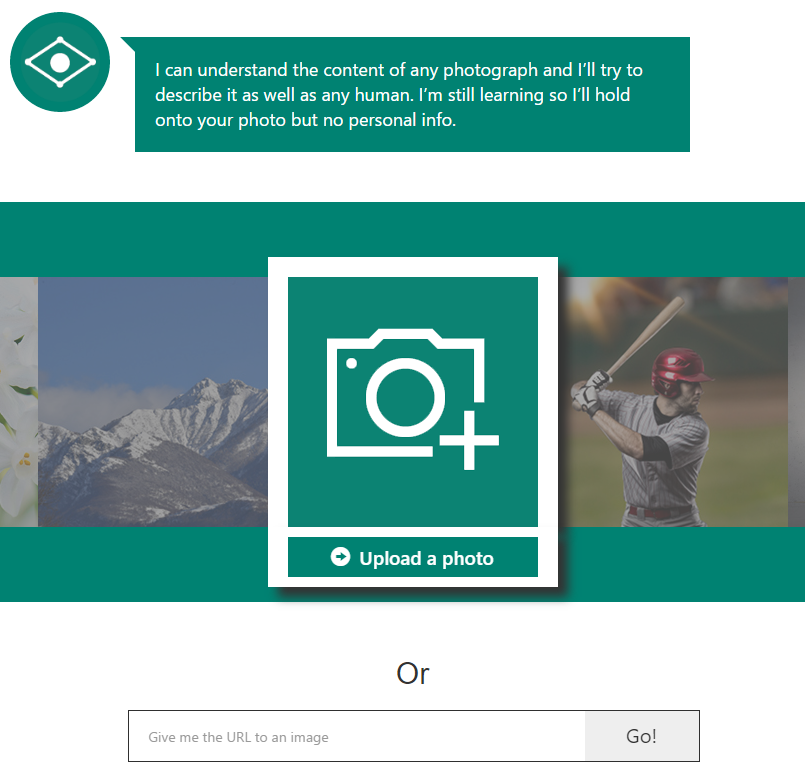 I can understand the content of any photograph and I’ll try to
describe it as well as any human. I’m still learning so I’ll hold
onto your photo but no personal info.
Upload a photo
Or
Give me the URL to an image
Go!